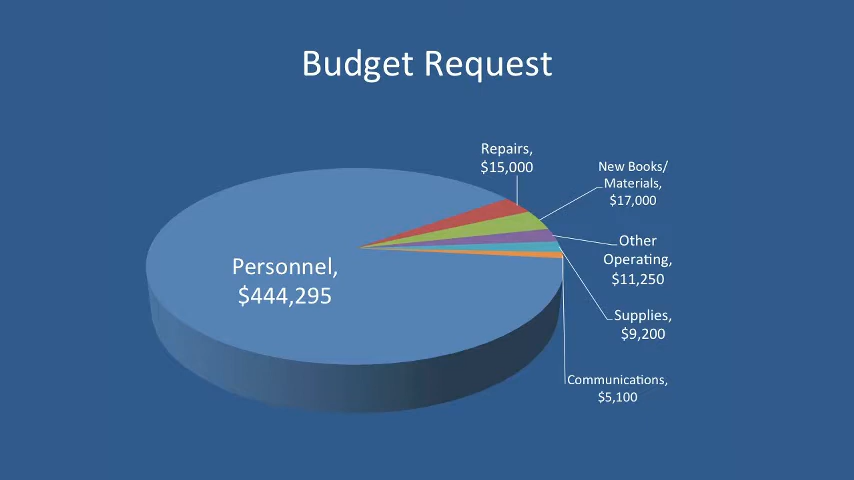 Budget Request
Repairs,
$15,000
New Books/
Materials,
$17,000
Other
Operating,
$11,250
Personnel,
$444,295
Supplies,
$9,200
Communications,
$5,100